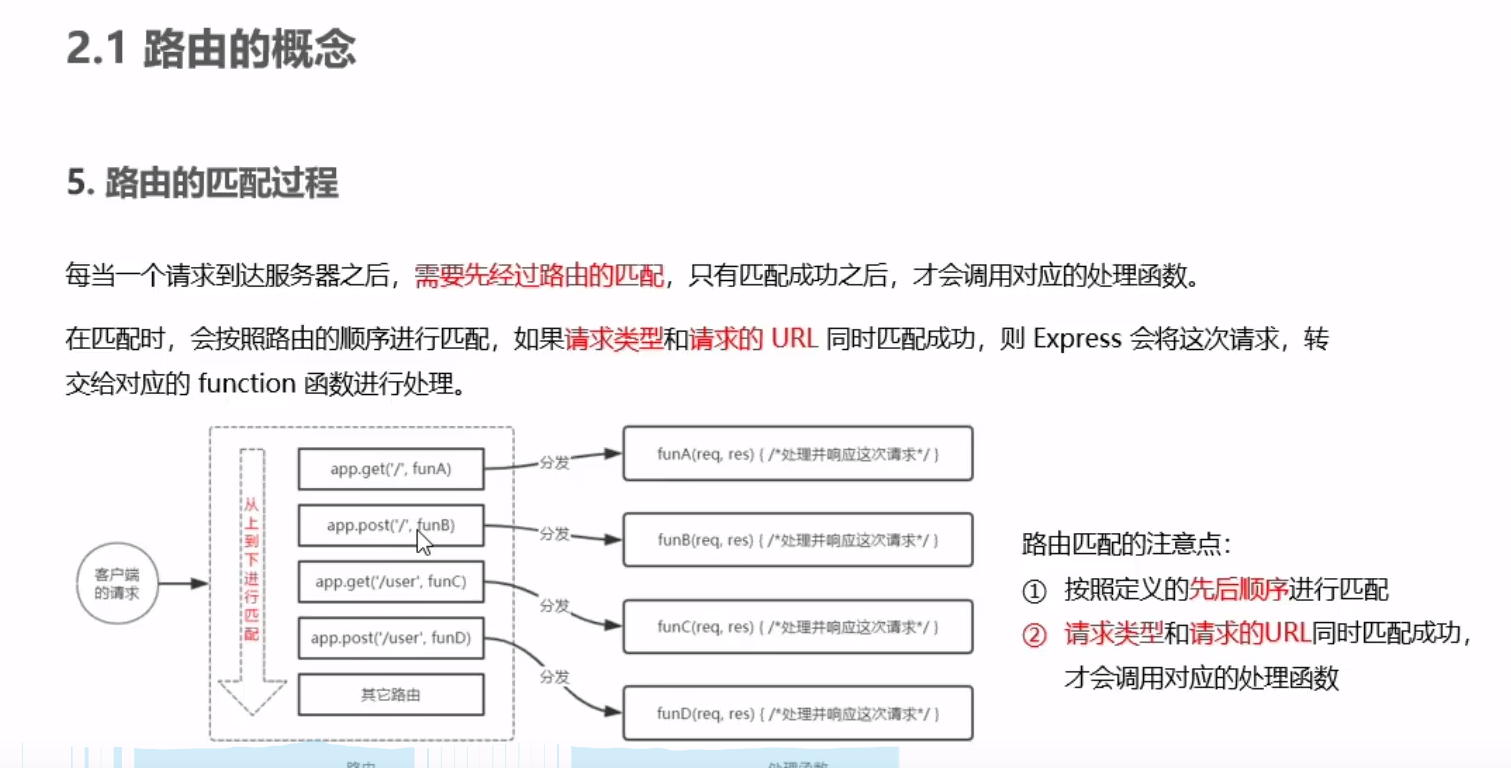 2.1 路由的概念
5. 路由的匹配过程
每当一个请求到达服务器之后，需要先经过路由的匹配，只有匹配成功之后，才会调用对应的处理函数。
在匹配时，会按照路由的顺序进行匹配，如果请求类型和请求的 URL 同时匹配成功，则 Express 会将这次请求，转
交给对应的 function 函数进行处理。
客户端
的请求
从上到下进行匹配
app.get('/', funA)
分发
funA(req, res) { /*处理并响应这次请求*/ }
app.post('/', funB)
分发
funB(req, res) { /*处理并响应这次请求*/ }
app.get('/user', funC)
分发
funC(req, res) { /*处理并响应这次请求*/ }
app.post('/user', funD)
分发
funD(req, res) { /*处理并响应这次请求*/ }
其它路由
路由匹配的注意点：
① 按照定义的先后顺序进行匹配
② 请求类型和请求的URL同时匹配成功，
才会调用对应的处理函数
路由
处理函数